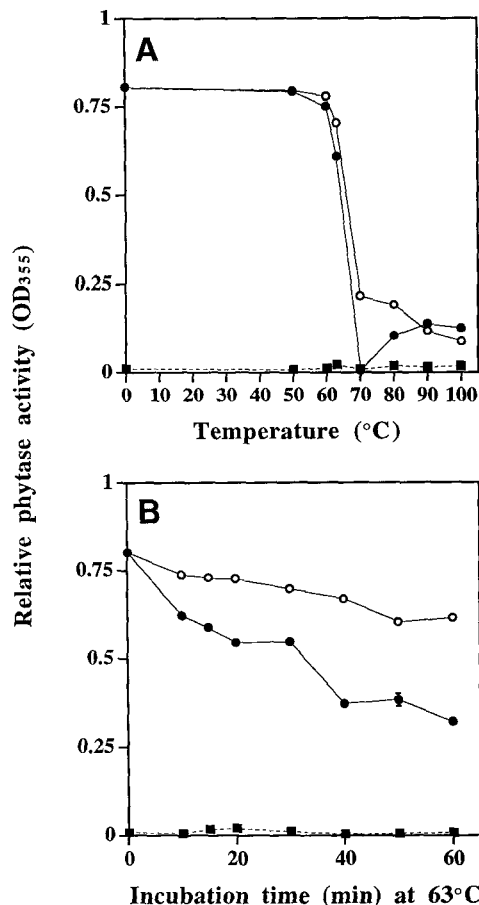 Relative phytase activity (OD355)
A
1
0.75
0.5
0.25
0
0 10 20 30 40 50 60 70 80 90 100
Temperature (°C)
B
1
0.75
0.5
0.25
0
0 20 40 60
Incubation time (min) at 63°C